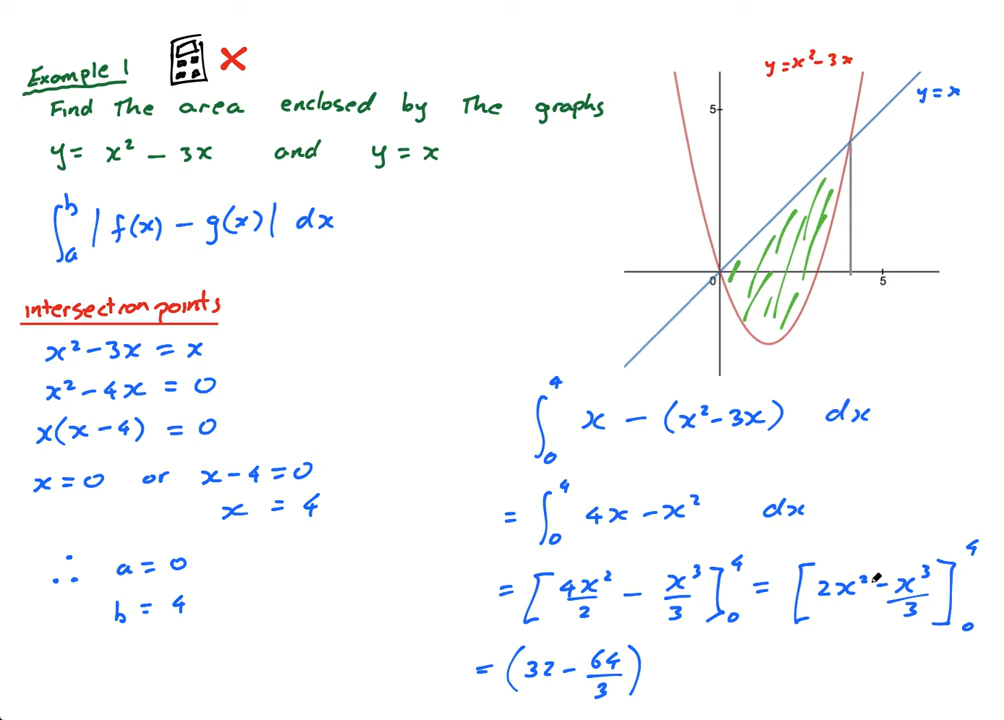 Example 1
Find the area enclosed by the graphs
y = x² − 3x and y = x
∫ₐᵇ | f(x) − g(x) | dx
intersection points
x² − 3x = x
x² − 4x = 0
x(x − 4) = 0
x = 0 or x − 4 = 0
x = 4
∴ a = 0
b = 4
y = x² − 3x
y = x
5
0
5
∫₀⁴ x − (x² − 3x) dx
= ∫₀⁴ 4x − x² dx
= [4x²/2 − x³/3]₀⁴ = [2x² − x³/3]₀⁴
= (32 − 64/3)